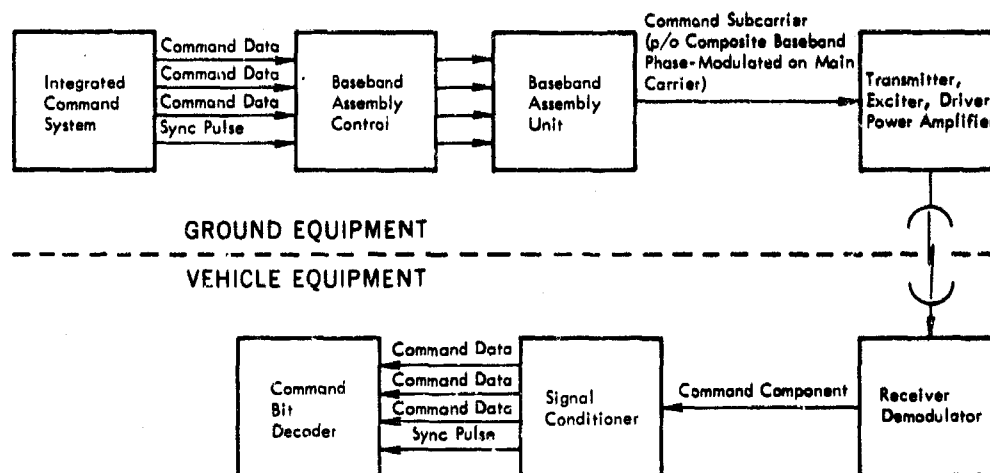 Integrated
Command
System
Command Data
Command Data
Command Data
Sync Pulse
Baseband
Assembly
Control
Baseband
Assembly
Unit
Command Subcarrier
(p/o Composite Baseband
Phase-Modulated on Main
Carrier)
Transmitter,
Exciter, Driver
Power Amplifier
GROUND EQUIPMENT
VEHICLE EQUIPMENT
Command
Bit
Decoder
Command Data
Command Data
Command Data
Sync Pulse
Signal
Conditioner
Command Component
Receiver
Demodulator